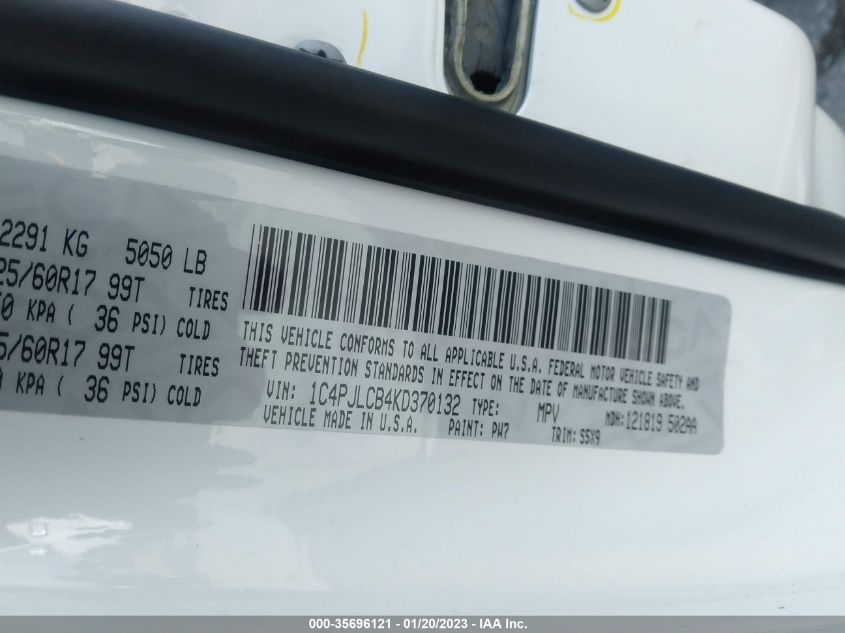 2291 KG 5050 LB
25/60R17 99T TIRES
0 KPA ( 36 PSI) COLD
5/60R17 99T TIRES
KPA ( 36 PSI) COLD
THIS VEHICLE CONFORMS TO ALL APPLICABLE U.S.A. FEDERAL MOTOR VEHICLE SAFETY AND
THEFT PREVENTION STANDARDS IN EFFECT ON THE DATE OF MANUFACTURE SHOWN ABOVE.
VIN: 1C4PJLCB4KD370132 TYPE: MPV MDH:121819 502AA
VEHICLE MADE IN U.S.A. PAINT: PW7 TRIM: S5X9
000-35696121 - 01/20/2023 - IAA Inc.